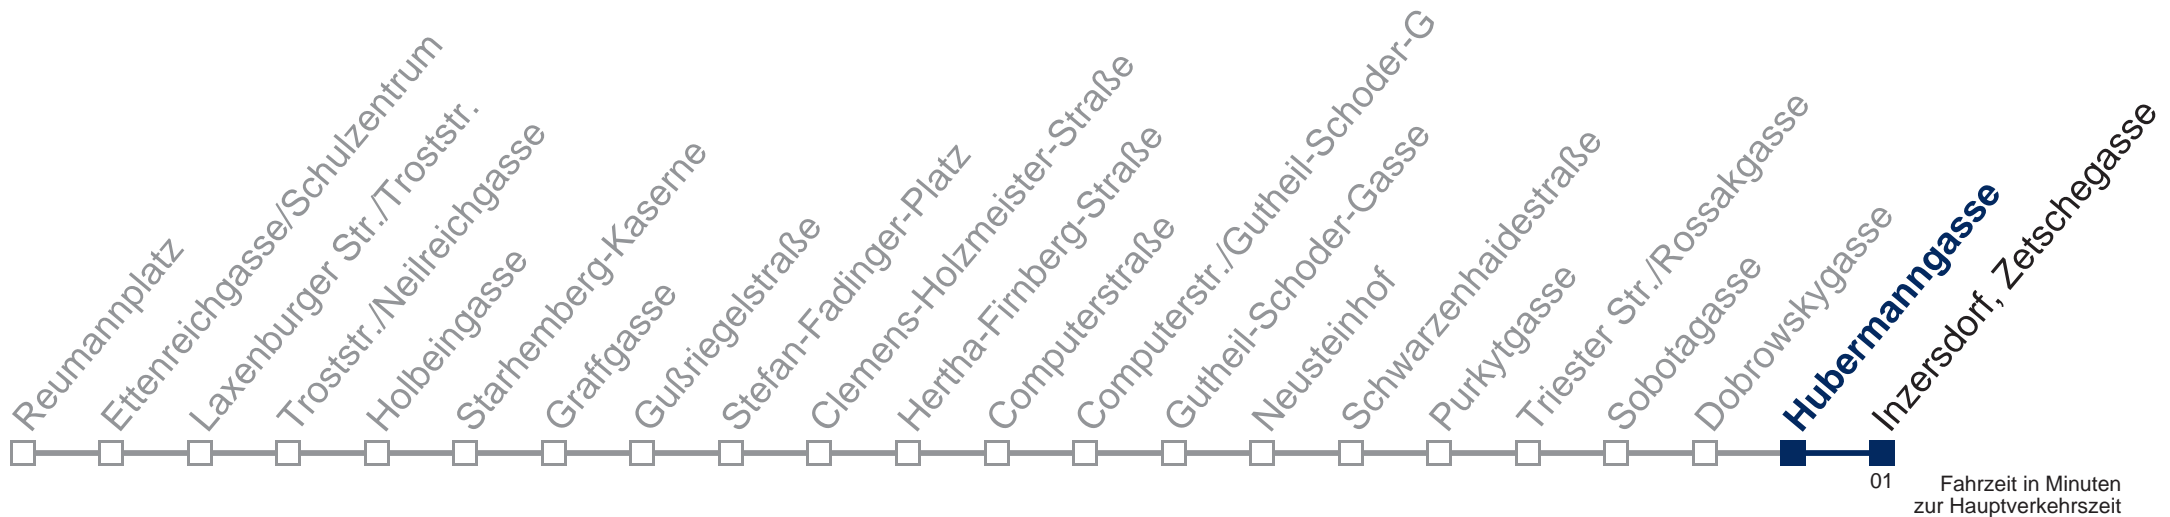 Reumannplatz
Ettenreichgasse/Schulzentrum
Laxenburger Str./Troststr.
Troststr./Neilreichgasse
Holbeingasse
Starhemberg-Kaserne
Graffgasse
Gußriegelstraße
Stefan-Fadinger-Platz
Clemens-Holzmeister-Straße
Hertha-Firnberg-Straße
Computerstraße
Computerstr./Gutheil-Schoder-G
Gutheil-Schoder-Gasse
Neusteinhof
Schwarzenhaidestraße
Purkytgasse
Triester Str./Rossakgasse
Sobotagasse
Dobrowskygasse
Hubermanngasse
Inzersdorf, Zetschegasse
01
Fahrzeit in Minuten
zur Hauptverkehrszeit